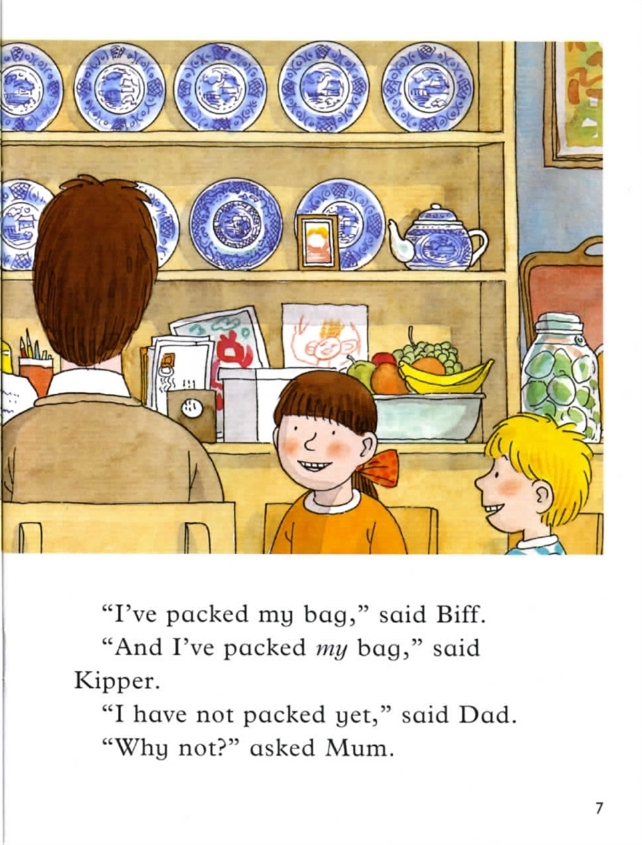 “I’ve packed my bag,” said Biff.
“And I’ve packed my bag,” said
Kipper.
“I have not packed yet,” said Dad.
“Why not?” asked Mum.
7